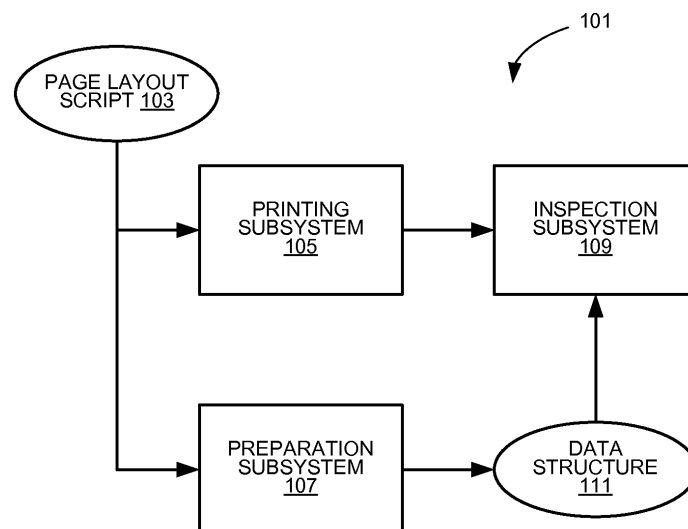 101
PAGE LAYOUT
SCRIPT 103
PRINTING
SUBSYSTEM
105
INSPECTION
SUBSYSTEM
109
PREPARATION
SUBSYSTEM
107
DATA
STRUCTURE
111